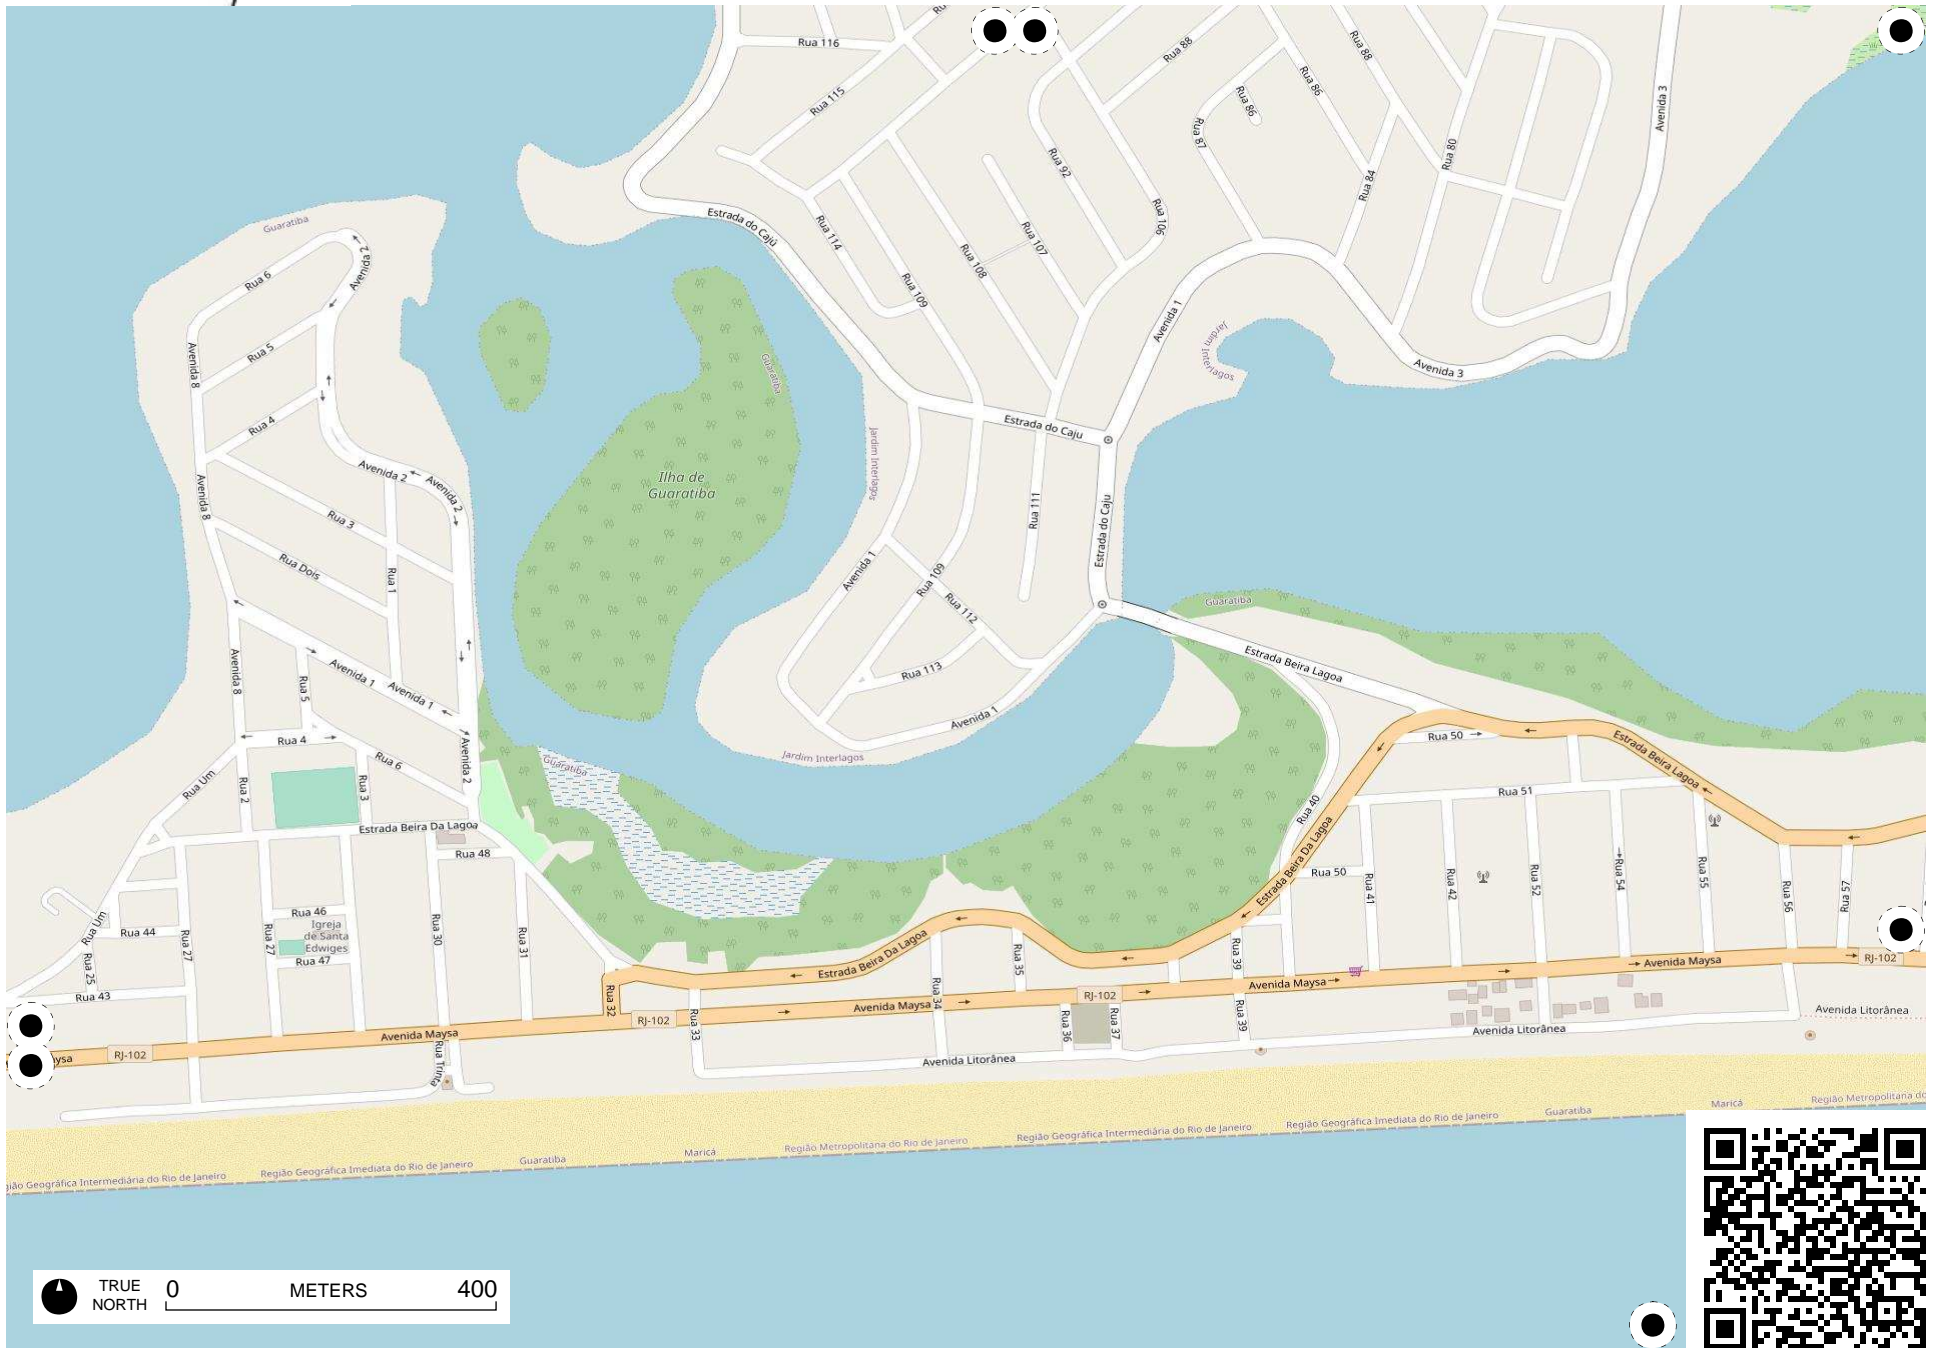 Rua 116
Rua 88
Rua 88
Rua 115
Rua 86
Rua 86
Avenida 3
Rua 87
Rua 92
Rua 80
Rua 84
Guaratiba
Estrada do Cajú
Rua 114
Rua 106
Rua 107
Rua 108
Rua 109
Avenida 2
Rua 6
Rua 5
Avenida 8
Avenida 1
Jardim
Interlagos
Avenida 3
Guaratiba
Rua 4
Estrada do Caju
Jardim Interlagos
Avenida 2
Avenida 2
Ilha de
Guaratiba
Avenida 8
Rua 3
Rua 111
Estrada do Caju
Rua Dois
Rua 1
Avenida 1
Rua 109
Rua 112
Guaratiba
Avenida 8
Rua 5
Avenida 1
Avenida 1
Rua 113
Estrada Beira Lagoa
Avenida 1
Rua 4
Rua 6
Avenida 2
Jardim Interlagos
Guaratiba
Rua 50
Estrada Beira Lagoa
Rua Um
Rua 2
Rua 3
Rua 51
Rua 40
Estrada Beira Da Lagoa
Rua 48
Estrada Beira Da Lagoa
Rua 50
Rua 41
Rua 42
Rua 52
Rua 54
Rua 55
Rua 56
Rua 57
Rua Um
Rua 44
Rua 46
Igreja
de Santa
Edwiges
Rua 47
Rua 27
Rua 27
Rua 30
Rua 31
Rua 25
Rua 43
Estrada Beira Da Lagoa
Rua 35
Rua 39
Rua 34
Avenida Maysa
RJ-102
Avenida Maysa
RJ-102
Avenida Maysa
Rua 32
RJ-102
Rua 33
Rua 36
Rua 37
Rua 39
Avenida Litorânea
Avenida Litorânea
Avenida Maysa
RJ-102
aysa
Rua Trinta
Avenida Litorânea
gião Geográfica Intermediária do Rio de Janeiro
Região Geográfica Imediata do Rio de Janeiro
Guaratiba
Maricá
Região Metropolitana do Rio de Janeiro
Região Geográfica Intermediária do Rio de Janeiro
Região Geográfica Imediata do Rio de Janeiro
Guaratiba
Maricá
Região Metropolitana do
TRUE
NORTH
0 METERS 400